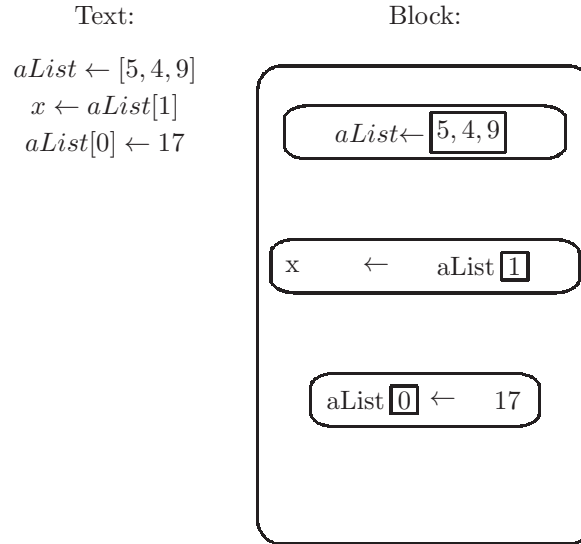 Text:
aList ← [5, 4, 9]
x ← aList[1]
aList[0] ← 17
Block:
aList← 5, 4, 9
x ← aList 1
aList 0 ← 17